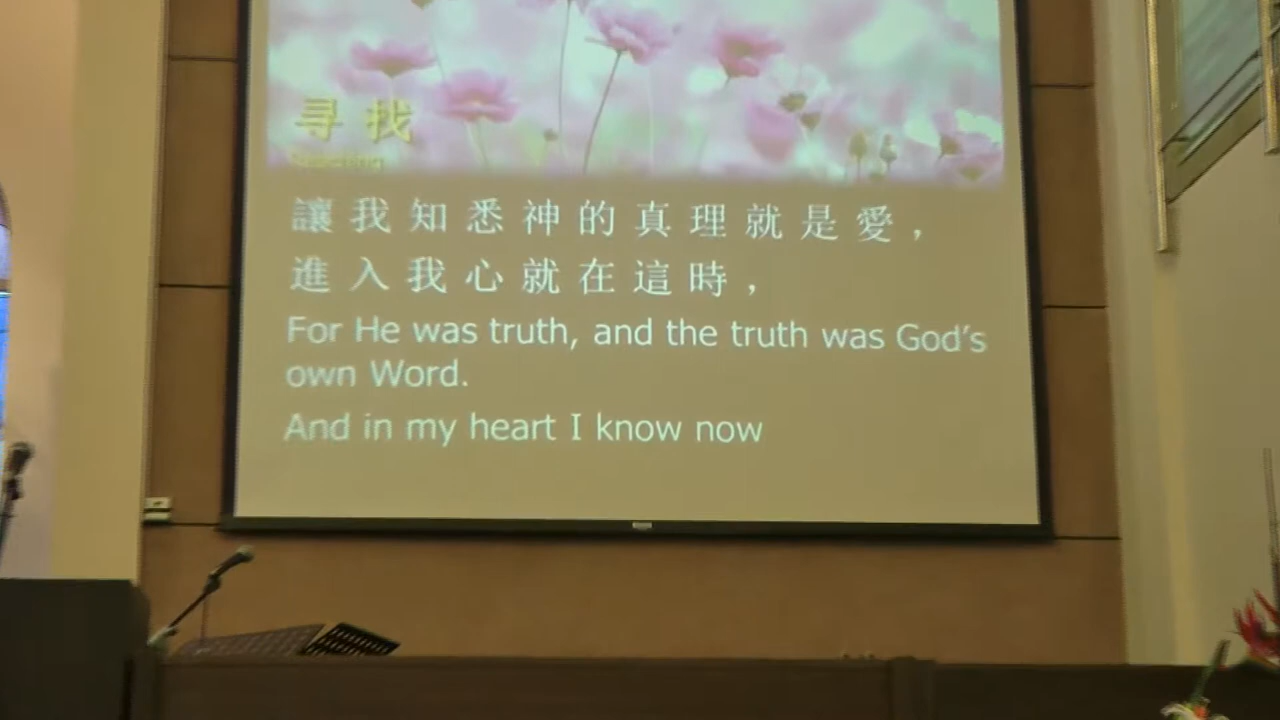 寻找
讓我知悉神的真理就是愛，
進入我心就在這時，
For He was truth, and the truth was God's
own Word.
And in my heart I know now